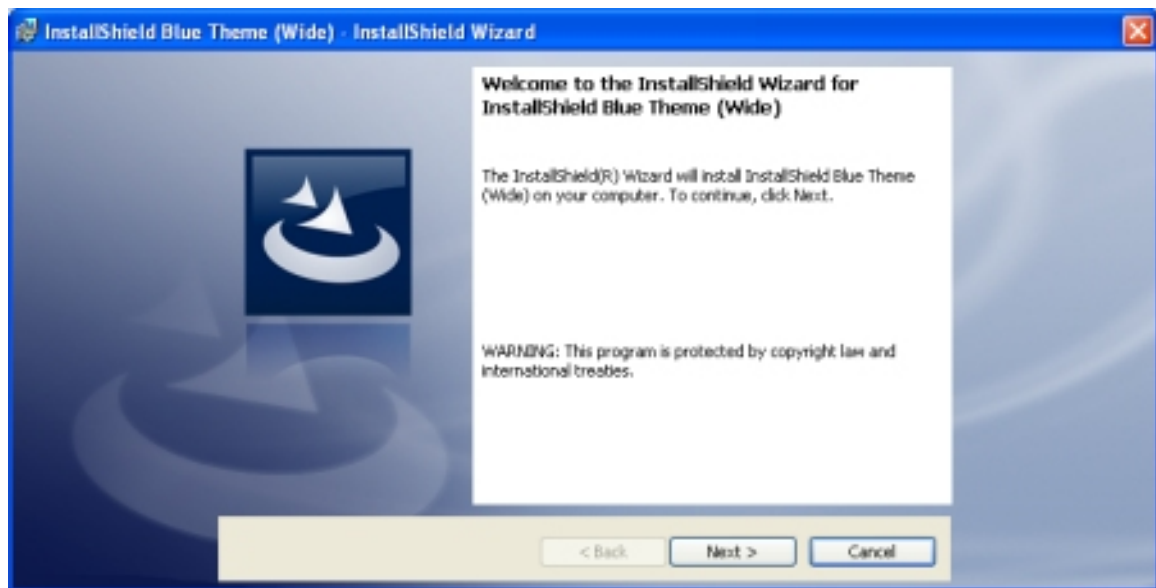 InstallShield Blue Theme (Wide) - InstallShield Wizard
Welcome to the InstallShield Wizard for
InstallShield Blue Theme (Wide)
The InstallShield(R) Wizard will install InstallShield Blue Theme
(Wide) on your computer. To continue, click Next.
WARNING: This program is protected by copyright law and
international treaties.
< Back
Next >
Cancel